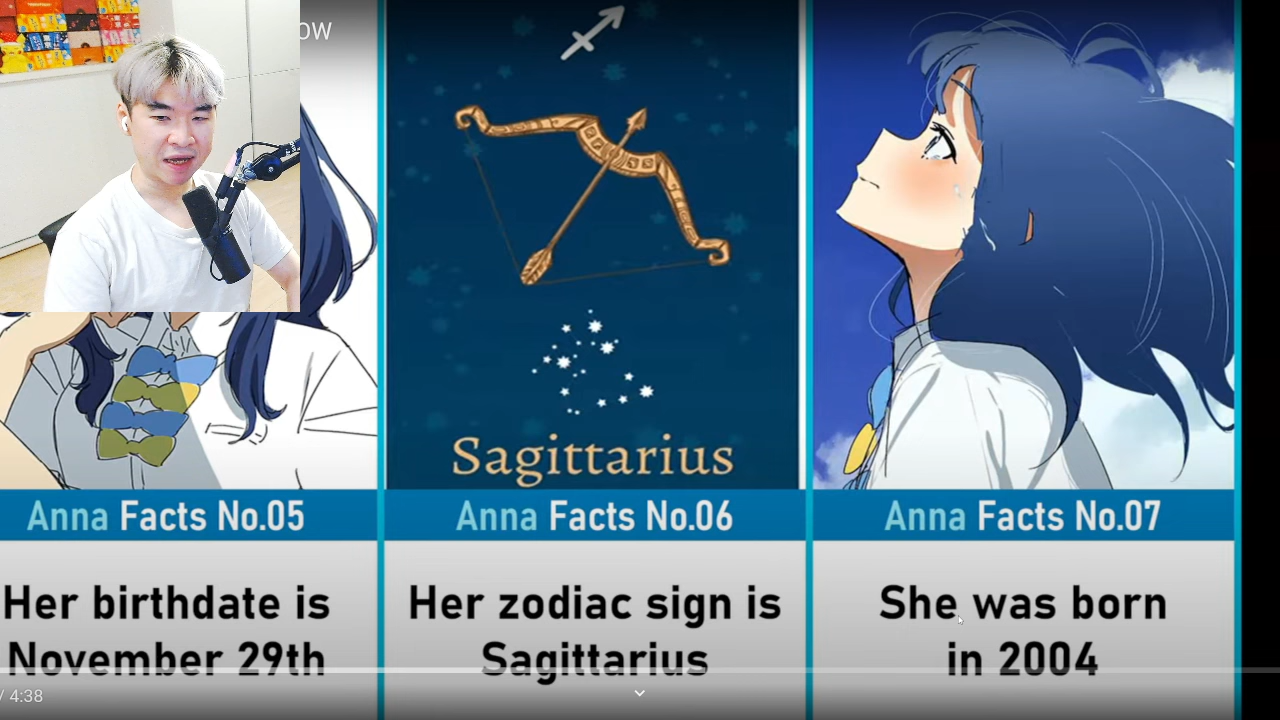 ow
Sagittarius
Anna Facts No.05
Her birthdate is
November 29th
Anna Facts No.06
Her zodiac sign is
Sagittarius
Anna Facts No.07
She was born
in 2004
/ 4:38